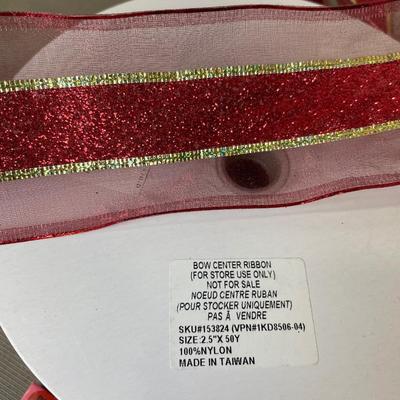 BOW CENTER RIBBON
(FOR STORE USE ONLY)
NOT FOR SALE
NOEUD CENTRE RUBAN
(POUR STOCKER UNIQUEMENT)
PAS À VENDRE
SKU#153824 (VPN#1KD8506-04)
SIZE:2.5"X 50Y
100%NYLON
MADE IN TAIWAN